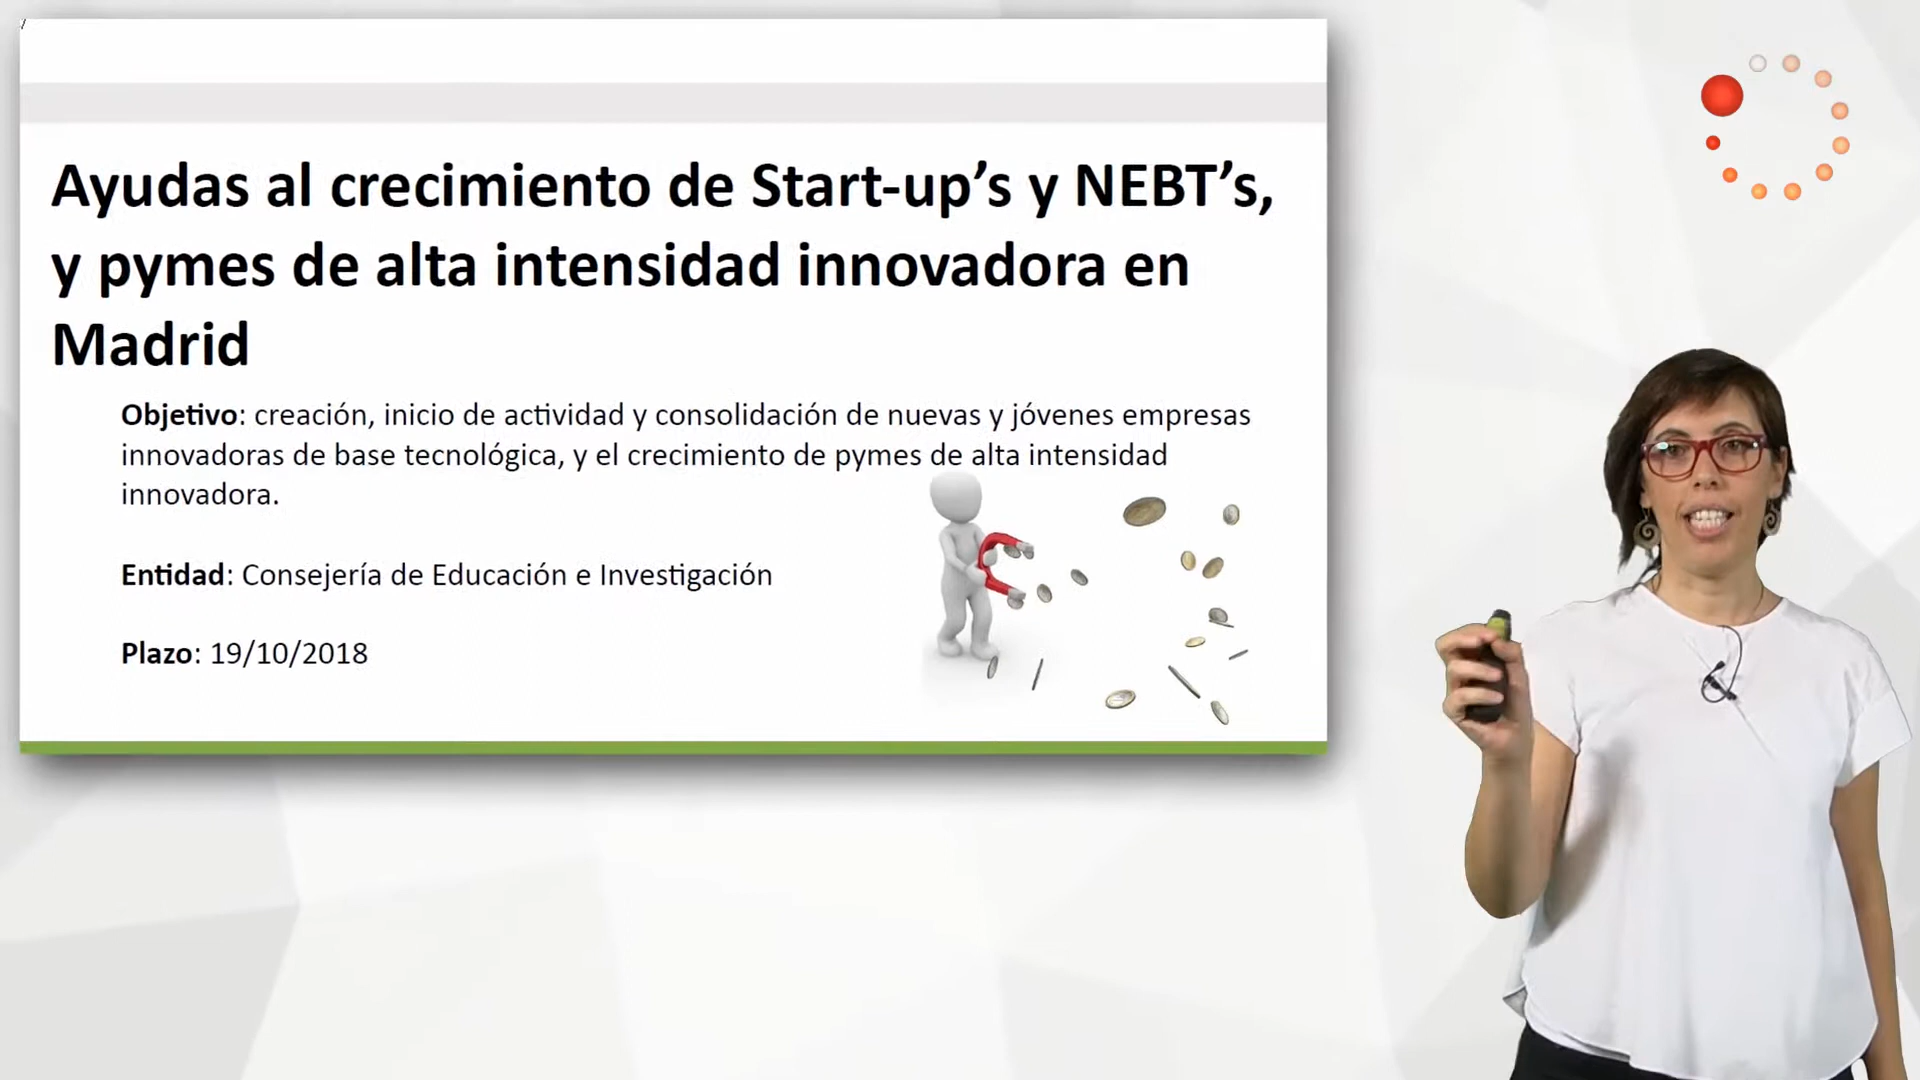 /
Ayudas al crecimiento de Start-up’s y NEBT’s,
y pymes de alta intensidad innovadora en
Madrid
Objetivo: creación, inicio de actividad y consolidación de nuevas y jóvenes empresas
innovadoras de base tecnológica, y el crecimiento de pymes de alta intensidad
innovadora.
Entidad: Consejería de Educación e Investigación
Plazo: 19/10/2018